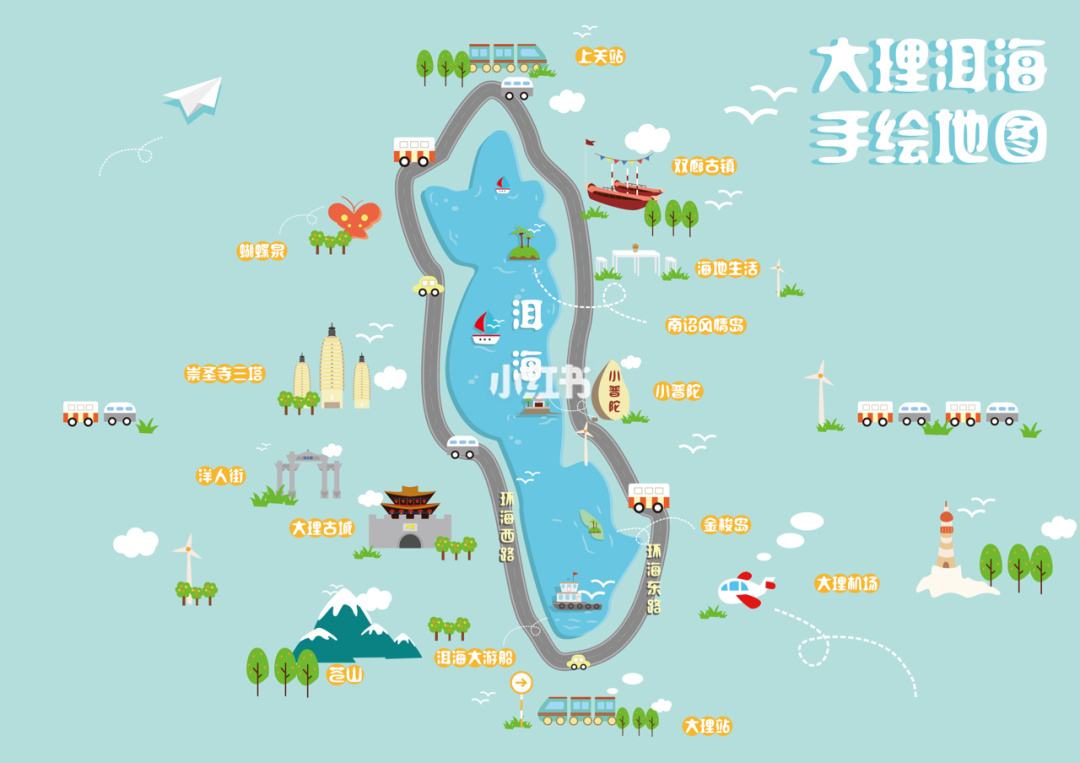 大理洱海
手绘地图
上关站
双廊古镇
蝴蝶泉
海地生活
洱海
南诏风情岛
崇圣寺三塔
小红书
小普陀
小普陀
洋人街
大理古城
环海西路
金梭岛
环海东路
大理机场
洱海大游船
苍山
大理站